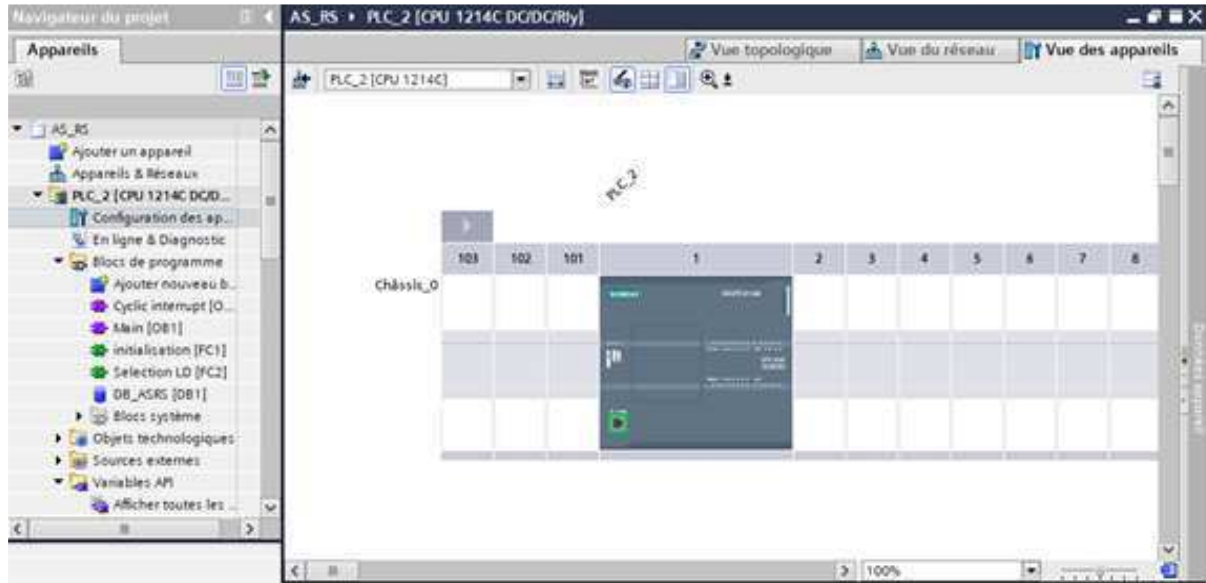 Navigateur du projet
AS_RS ▸ PLC_2 [CPU 1214C DC/DC/Rly]
Appareils
Vue topologique
Vue du réseau
Vue des appareils
PLC_2 [CPU 1214C]
AS_RS
Ajouter un appareil
Appareils & Réseaux
PLC_2 [CPU 1214C DC/D...
Configuration des ap...
En ligne & Diagnostic
Blocs de programme
Ajouter nouveau b...
Cyclic interrupt [O...
Main [OB1]
initialisation [FC1]
Selection LD [FC2]
DB_ASRS [DB1]
Blocs système
Objets technologiques
Sources externes
Variables API
Afficher toutes les ...
PLC_2
103 102 101 1 2 3 4 5 6 7 8
Châssis_0
SIEMENS
100%